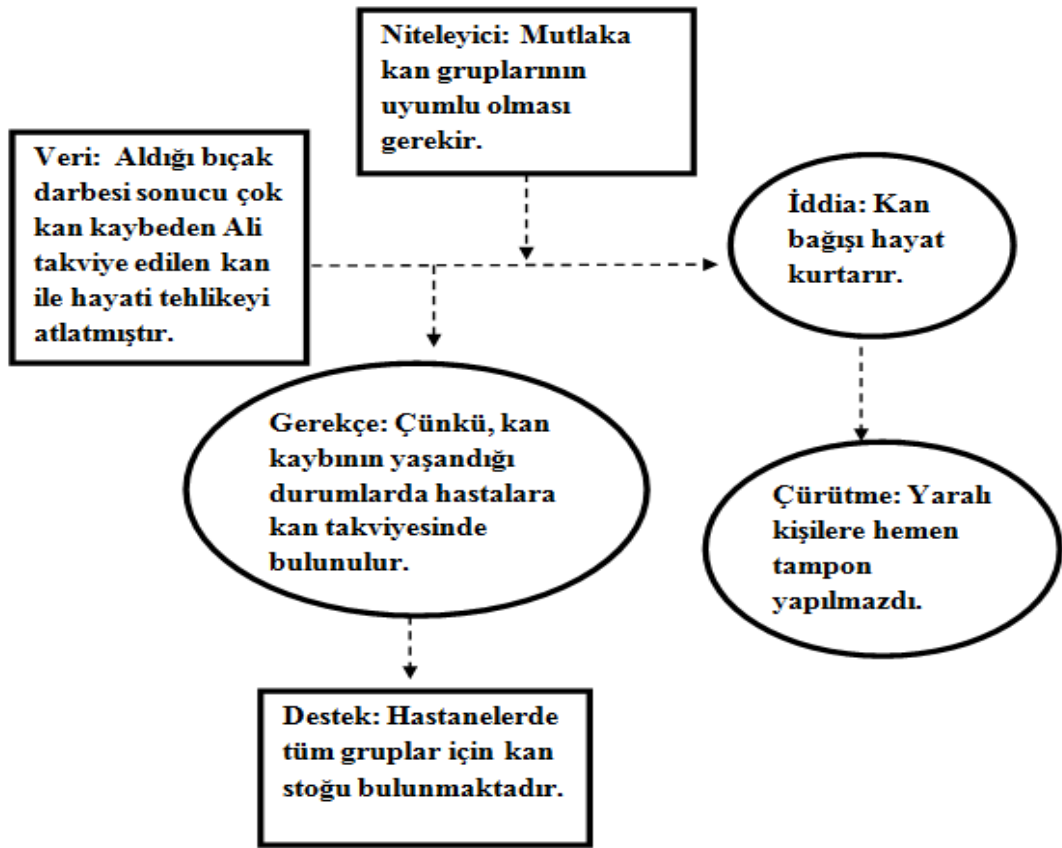 Niteleyici: Mutlaka
kan gruplarının
uyumlu olması
gerekir.
Veri: Aldığı bıçak
darbesi sonucu çok
kan kaybeden Ali
takviye edilen kan
ile hayati tehlikeyi
atlatmıştır.
İddia: Kan
bağışı hayat
kurtarır.
Gerekçe: Çünkü, kan
kaybının yaşandığı
durumlarda hastalara
kan takviyesinde
bulunulur.
Çürütme: Yaralı
kişilere hemen
tampon
yapılmazdı.
Destek: Hastanelerde
tüm gruplar için kan
stoğu bulunmaktadır.